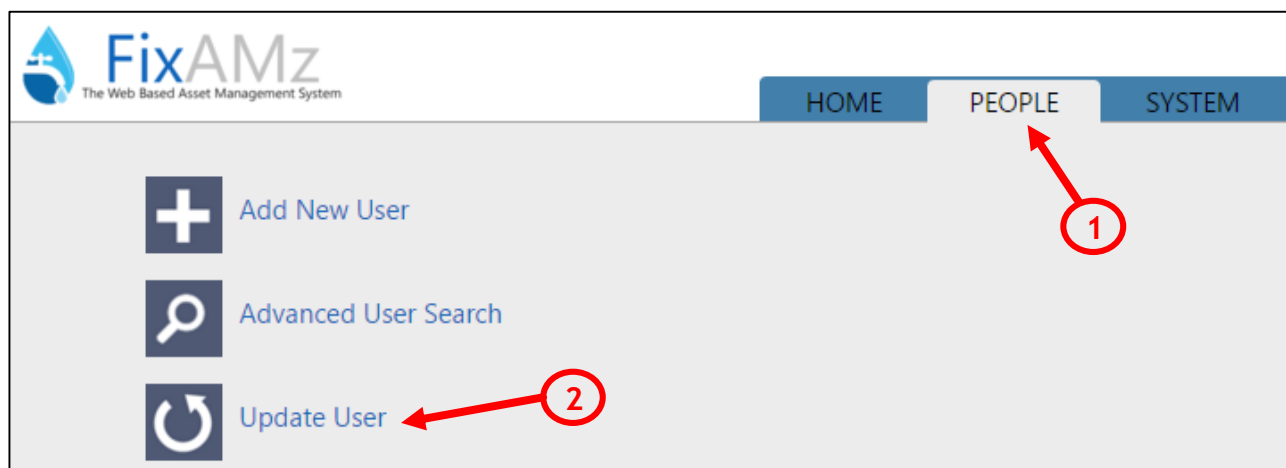 FixAMz
The Web Based Asset Management System
HOME PEOPLE SYSTEM
1
Add New User
Advanced User Search
2
Update User